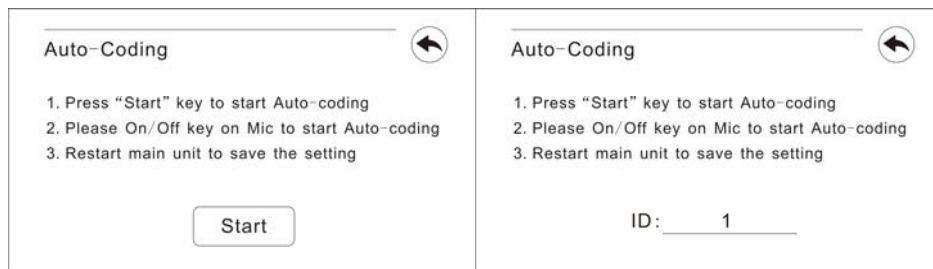 Auto-Coding
1. Press “Start” key to start Auto-coding
2. Please On/Off key on Mic to start Auto-coding
3. Restart main unit to save the setting
Start
Auto-Coding
1. Press “Start” key to start Auto-coding
2. Please On/Off key on Mic to start Auto-coding
3. Restart main unit to save the setting
ID: 1